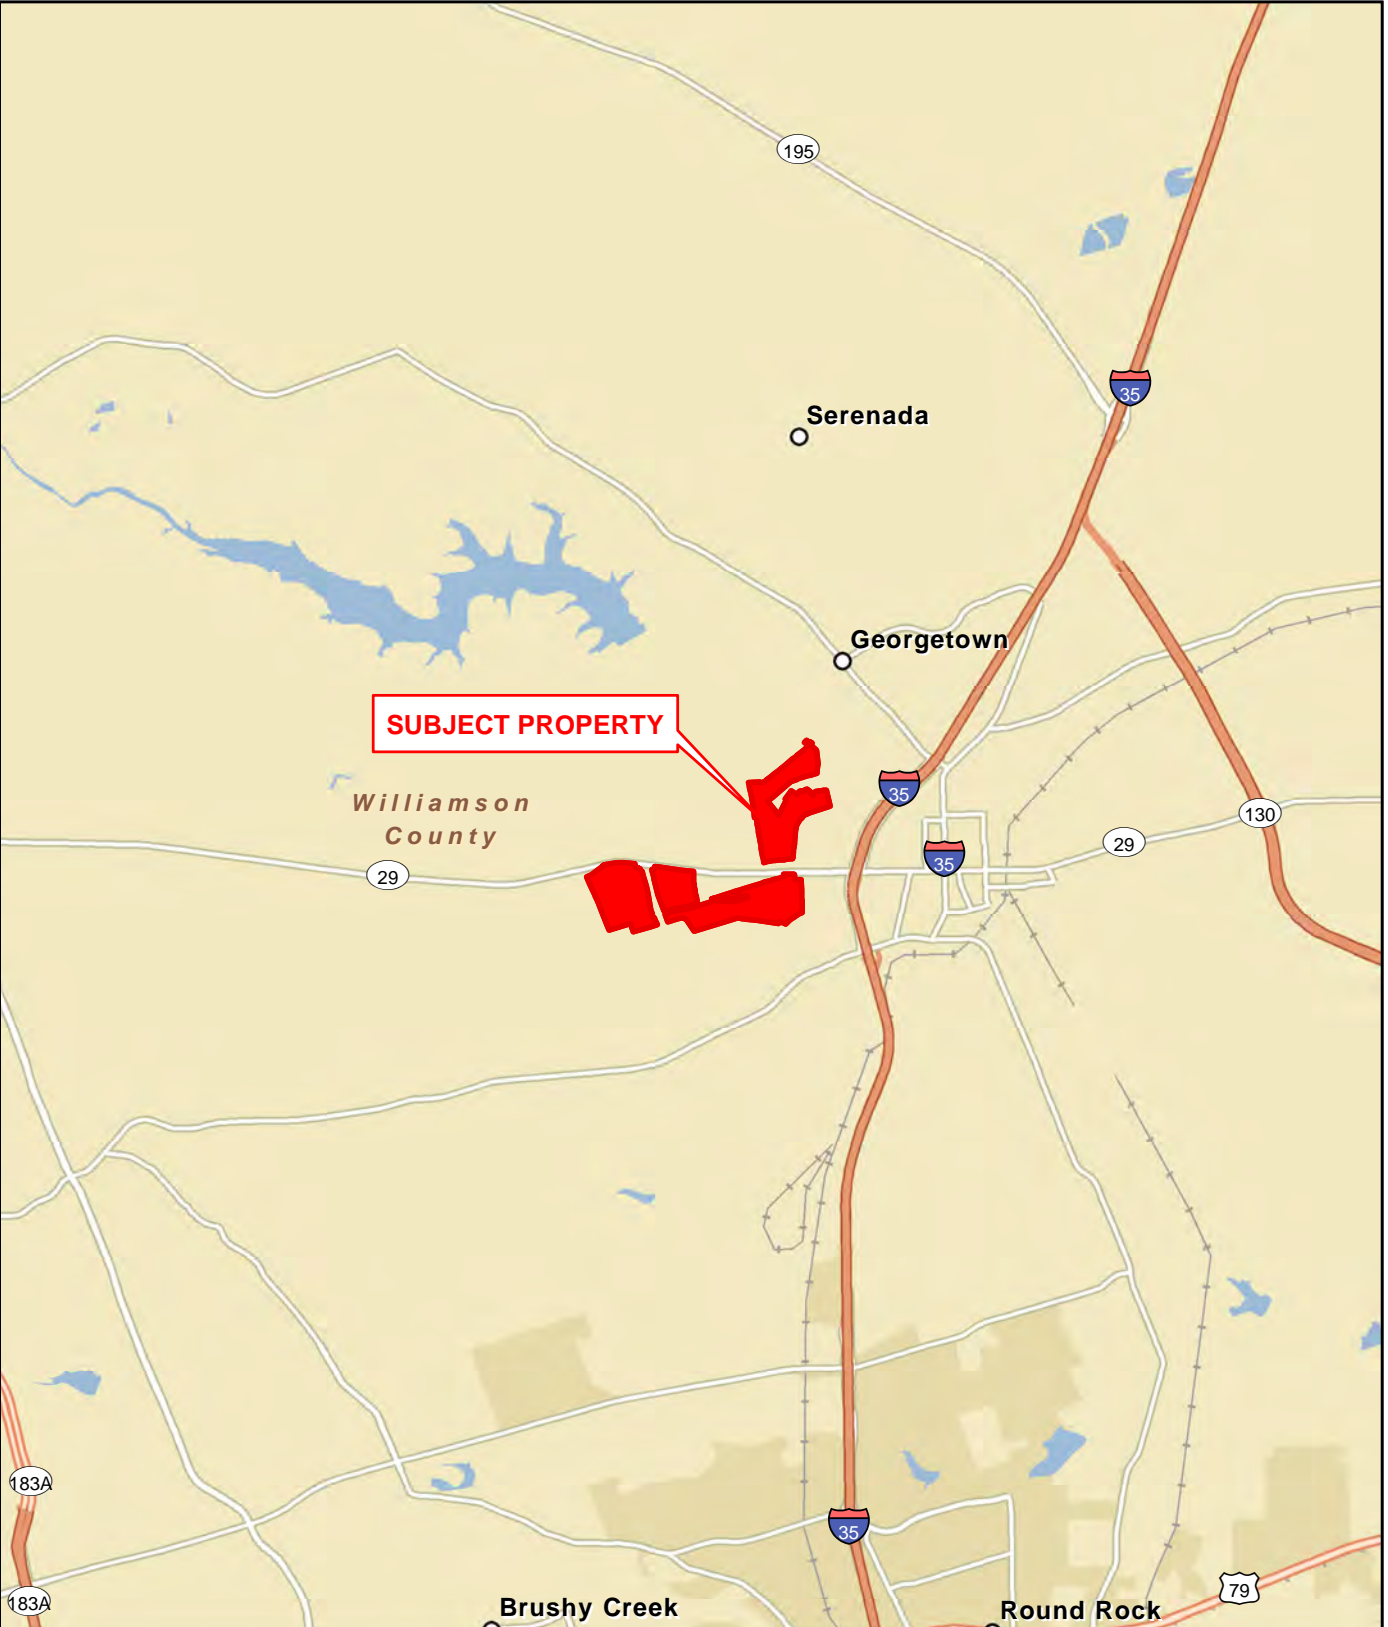 195
35
Serenada
Georgetown
SUBJECT PROPERTY
35
Williamson
County
130
29
35
29
183A
35
79
183A
Brushy Creek
Round Rock